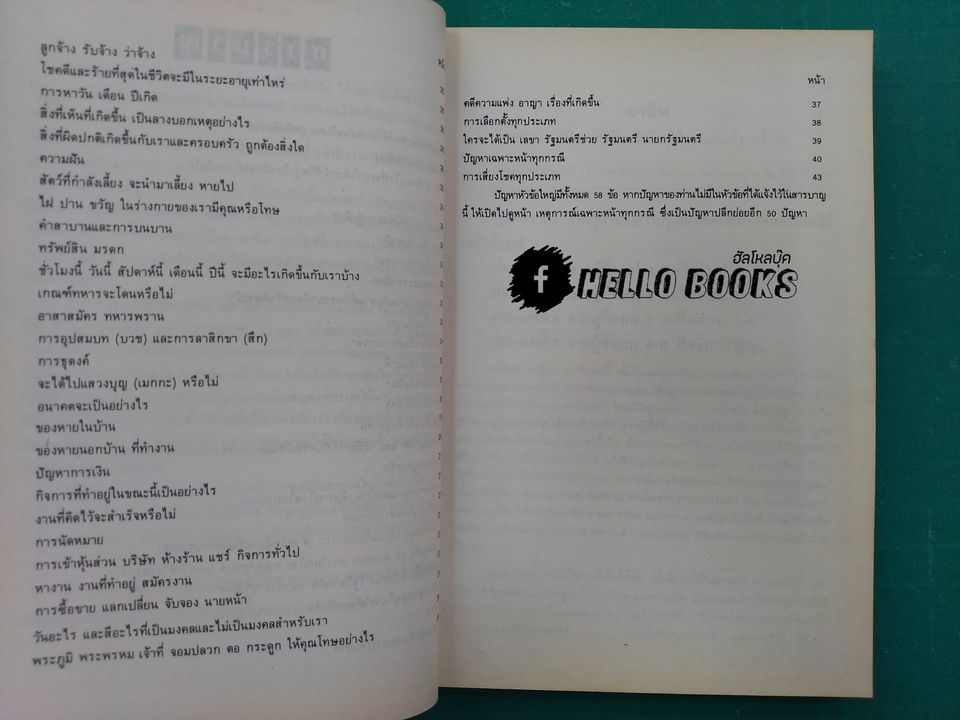 ลูกจ้าง รับจ้าง ว่าจ้าง
โชคดีและร้ายที่สุดในชีวิตจะมีในระยะอายุเท่าไหร่
การหาวัน เดือน ปีเกิด
สิ่งที่เห็นที่เกิดขึ้น เป็นลางบอกเหตุอย่างไร
สิ่งที่ผิดปกติเกิดขึ้นกับเราและครอบครัว ถูกต้องสิ่งใด
ความฝัน
สัตว์ที่กำลังเลี้ยง จะนำมาเลี้ยง หายไป
ไฝ ปาน ขวัญ ในร่างกายของเรามีคุณหรือโทษ
คำสาบานและการบนบาน
ทรัพย์สิน มรดก
ชั่วโมงนี้ วันนี้ สัปดาห์นี้ เดือนนี้ ปีนี้ จะมีอะไรเกิดขึ้นกับเราบ้าง
เกณฑ์ทหารจะโดนหรือไม่
อาสาสมัคร ทหารพราน
การอุปสมบท (บวช) และการลาสิกขา (สึก)
การธุดงค์
จะได้ไปแสวงบุญ (เมกกะ) หรือไม่
อนาคตจะเป็นอย่างไร
ของหายในบ้าน
ของหายนอกบ้าน ที่ทำงาน
ปัญหาการเงิน
กิจการที่ทำอยู่ในขณะนี้เป็นอย่างไร
งานที่คิดไว้จะสำเร็จหรือไม่
การนัดหมาย
การเข้าหุ้นส่วน บริษัท ห้างร้าน แชร์ กิจการทั่วไป
หางาน งานที่ทำอยู่ สมัครงาน
การซื้อขาย แลกเปลี่ยน จับจอง นายหน้า
วันอะไร และสีอะไรที่เป็นมงคลและไม่เป็นมงคลสำหรับเรา
พระภูมิ พระพรหม เจ้าที่ จอมปลวก ตอ กระดูก ให้คุณโทษอย่างไร
หน้า
คดีความแพ่ง อาญา เรื่องที่เกิดขึ้น 37
การเลือกตั้งทุกประเภท 38
ใครจะได้เป็น เลขา รัฐมนตรีช่วย รัฐมนตรี นายกรัฐมนตรี 39
ปัญหาเฉพาะหน้าทุกกรณี 40
การเสี่ยงโชคทุกประเภท 43
ปัญหาหัวข้อใหญ่มีทั้งหมด 58 ข้อ หากปัญหาของท่านไม่มีในหัวข้อที่ได้แจ้งไว้ในสารบาญ
นี้ ให้เปิดไปดูหน้า เหตุการณ์เฉพาะหน้าทุกกรณี ซึ่งเป็นปัญหาปลีกย่อยอีก 50 ปัญหา
ฮัลโหลบุ๊ค
f HELLO BOOKS